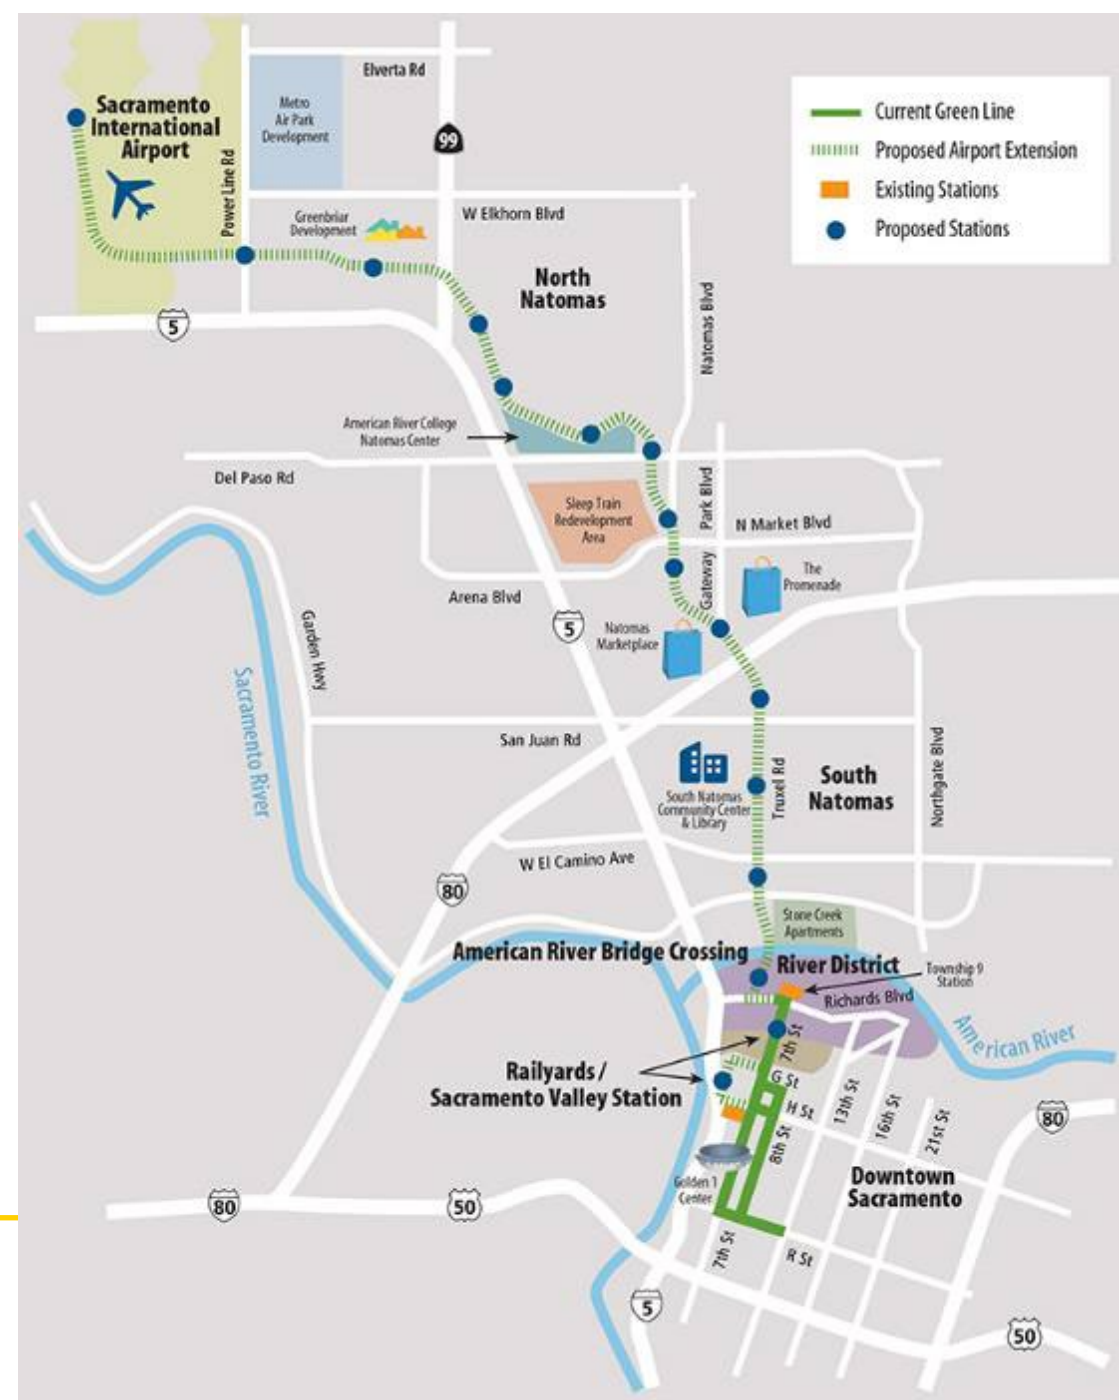 Elverta Rd
Sacramento
International
Airport
Metro
Air Park
Development
99
Current Green Line
Proposed Airport Extension
Existing Stations
Proposed Stations
Power Line Rd
W Elkhorn Blvd
Greenbriar
Development
North
Natomas
5
Natomas Blvd
American River College
Natomas Center
Del Paso Rd
Sleep Train
Redevelopment
Area
Park Blvd
N Market Blvd
Gateway
The
Promenade
Arena Blvd
5
Natomas
Marketplace
Garden Hwy
Sacramento River
San Juan Rd
South Natomas
Community Center
& Library
Truxel Rd
South
Natomas
Northgate Blvd
W El Camino Ave
80
Stone Creek
Apartments
American River Bridge Crossing
River District
Township 9
Station
Richards Blvd
American River
7th St
Railyards /
Sacramento Valley Station
G St
H St
13th St
16th St
21st St
80
8th St
Golden 1
Center
Downtown
Sacramento
80
50
7th St
R St
5
50